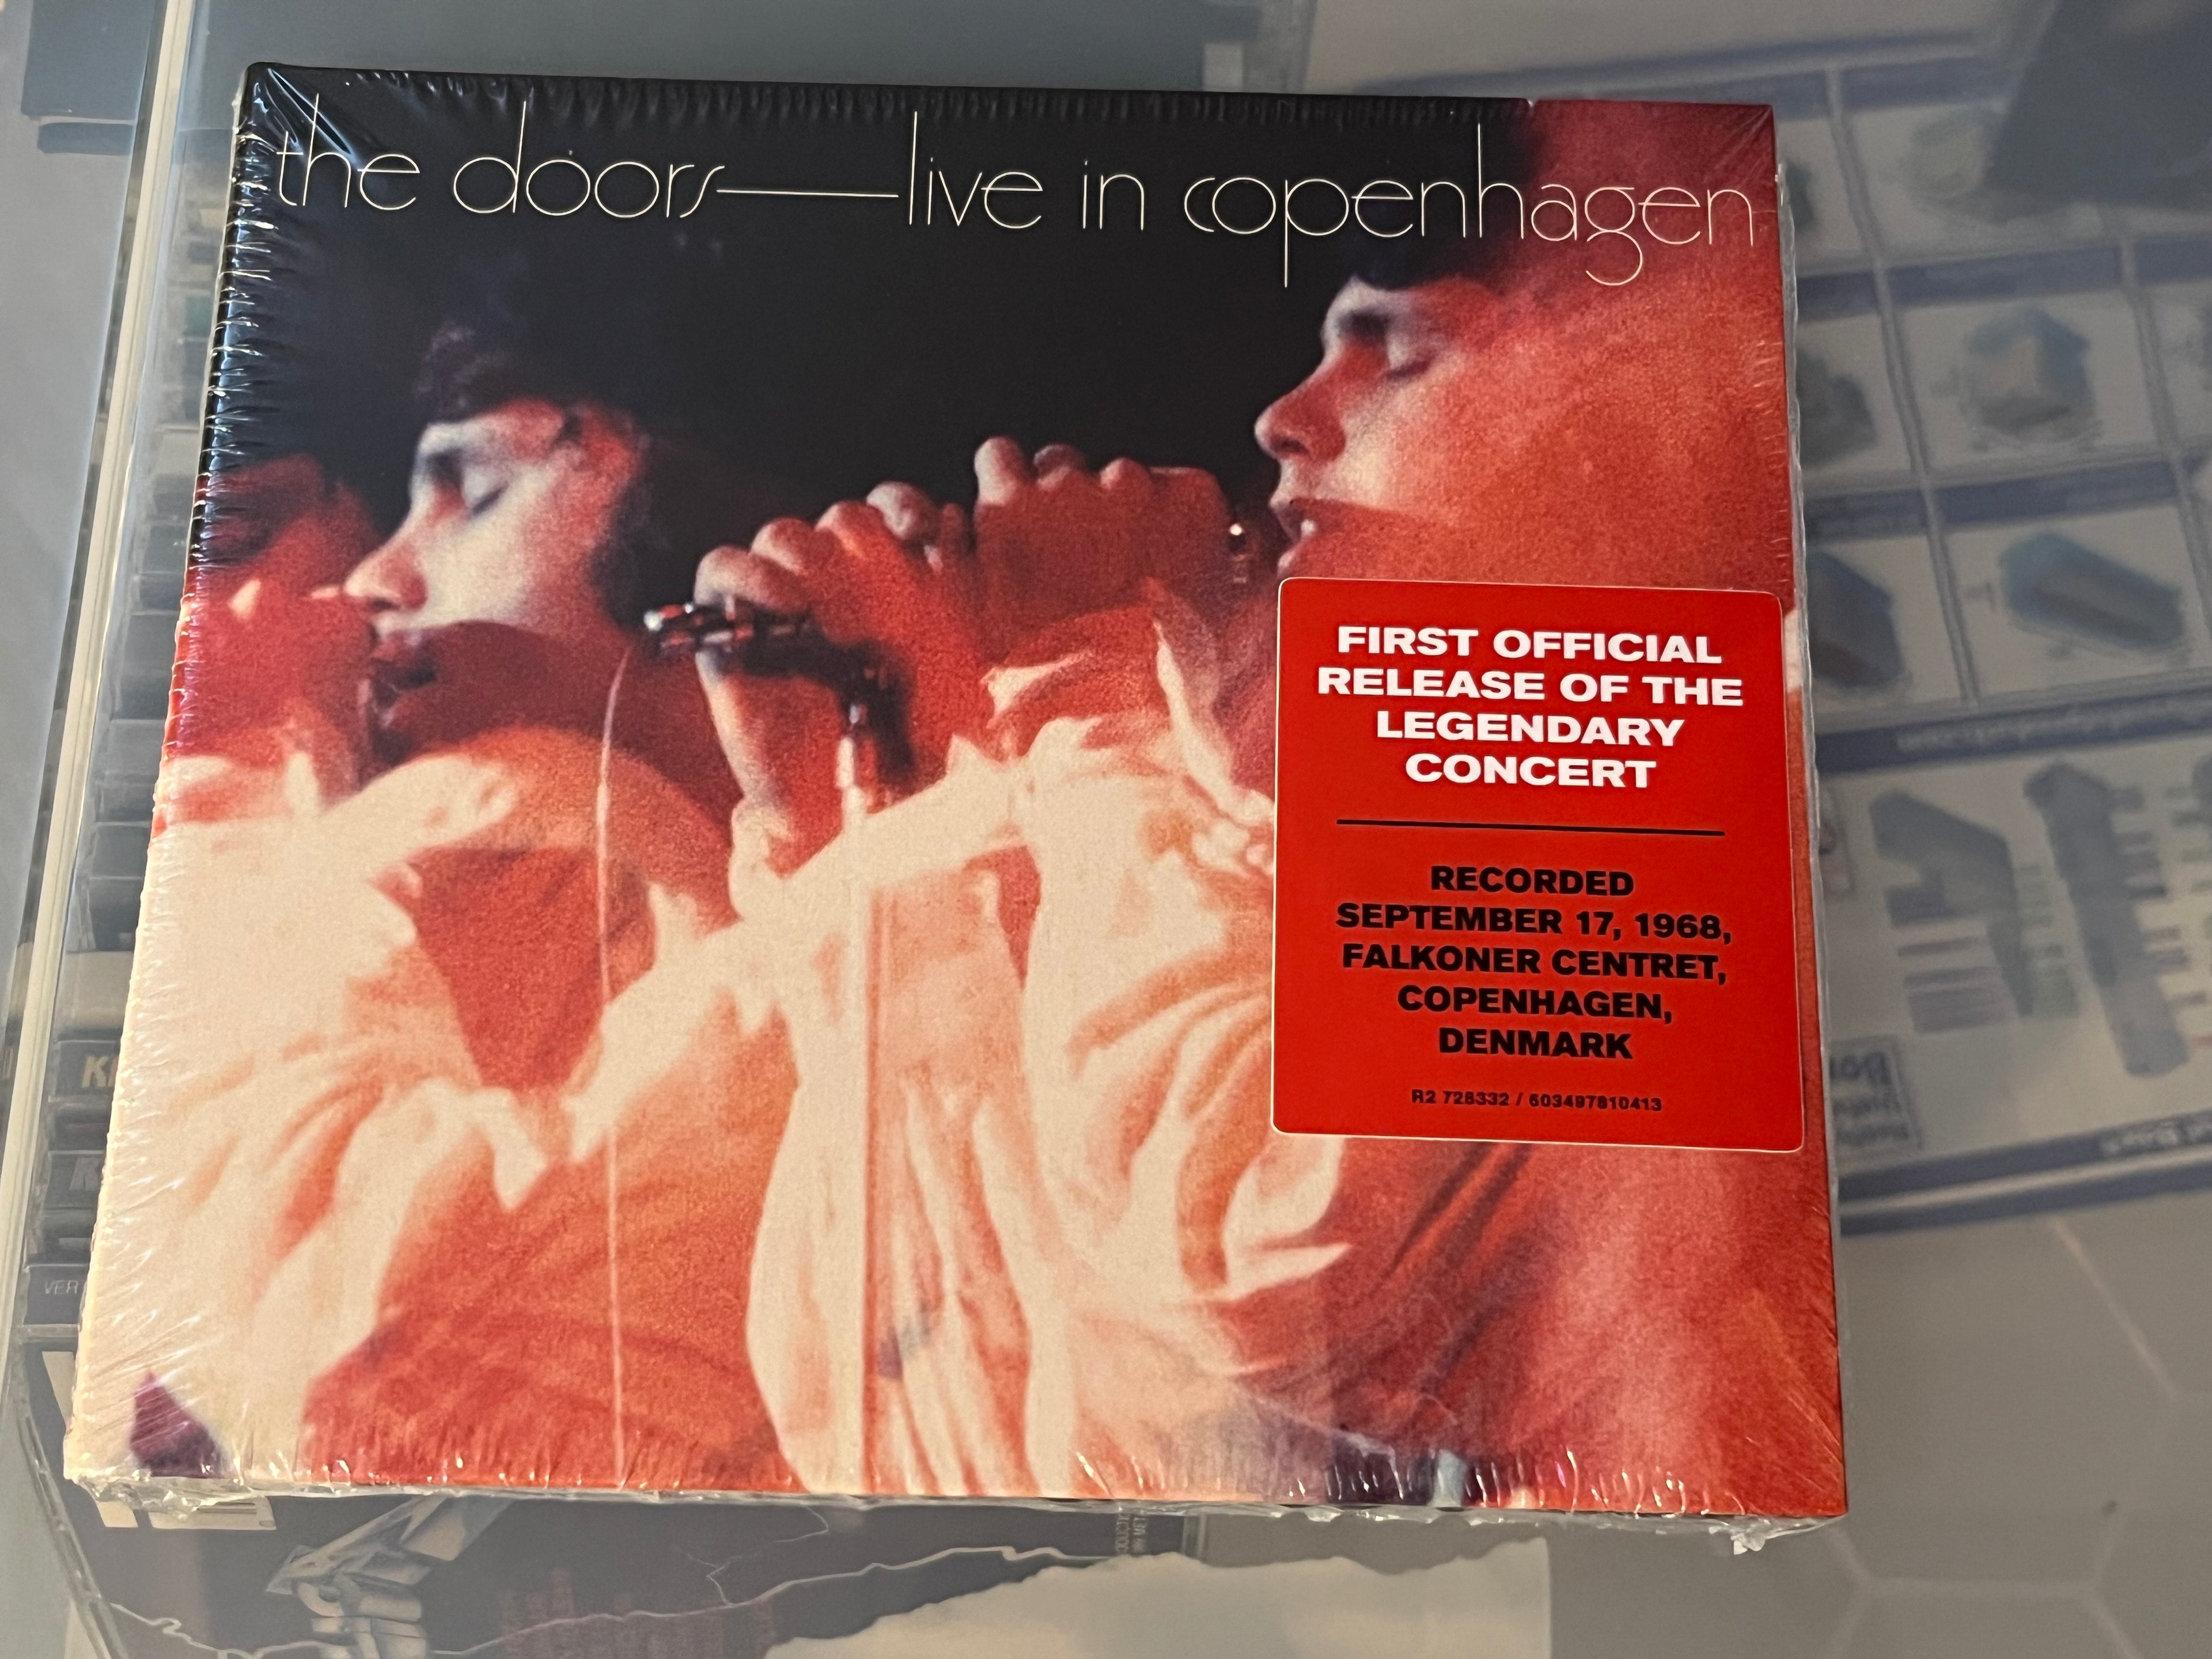 the doors—live in copenhagen
FIRST OFFICIAL
RELEASE OF THE
LEGENDARY
CONCERT
RECORDED
SEPTEMBER 17, 1968,
FALKONER CENTRET,
COPENHAGEN,
DENMARK
R2 728332 / 603497810413